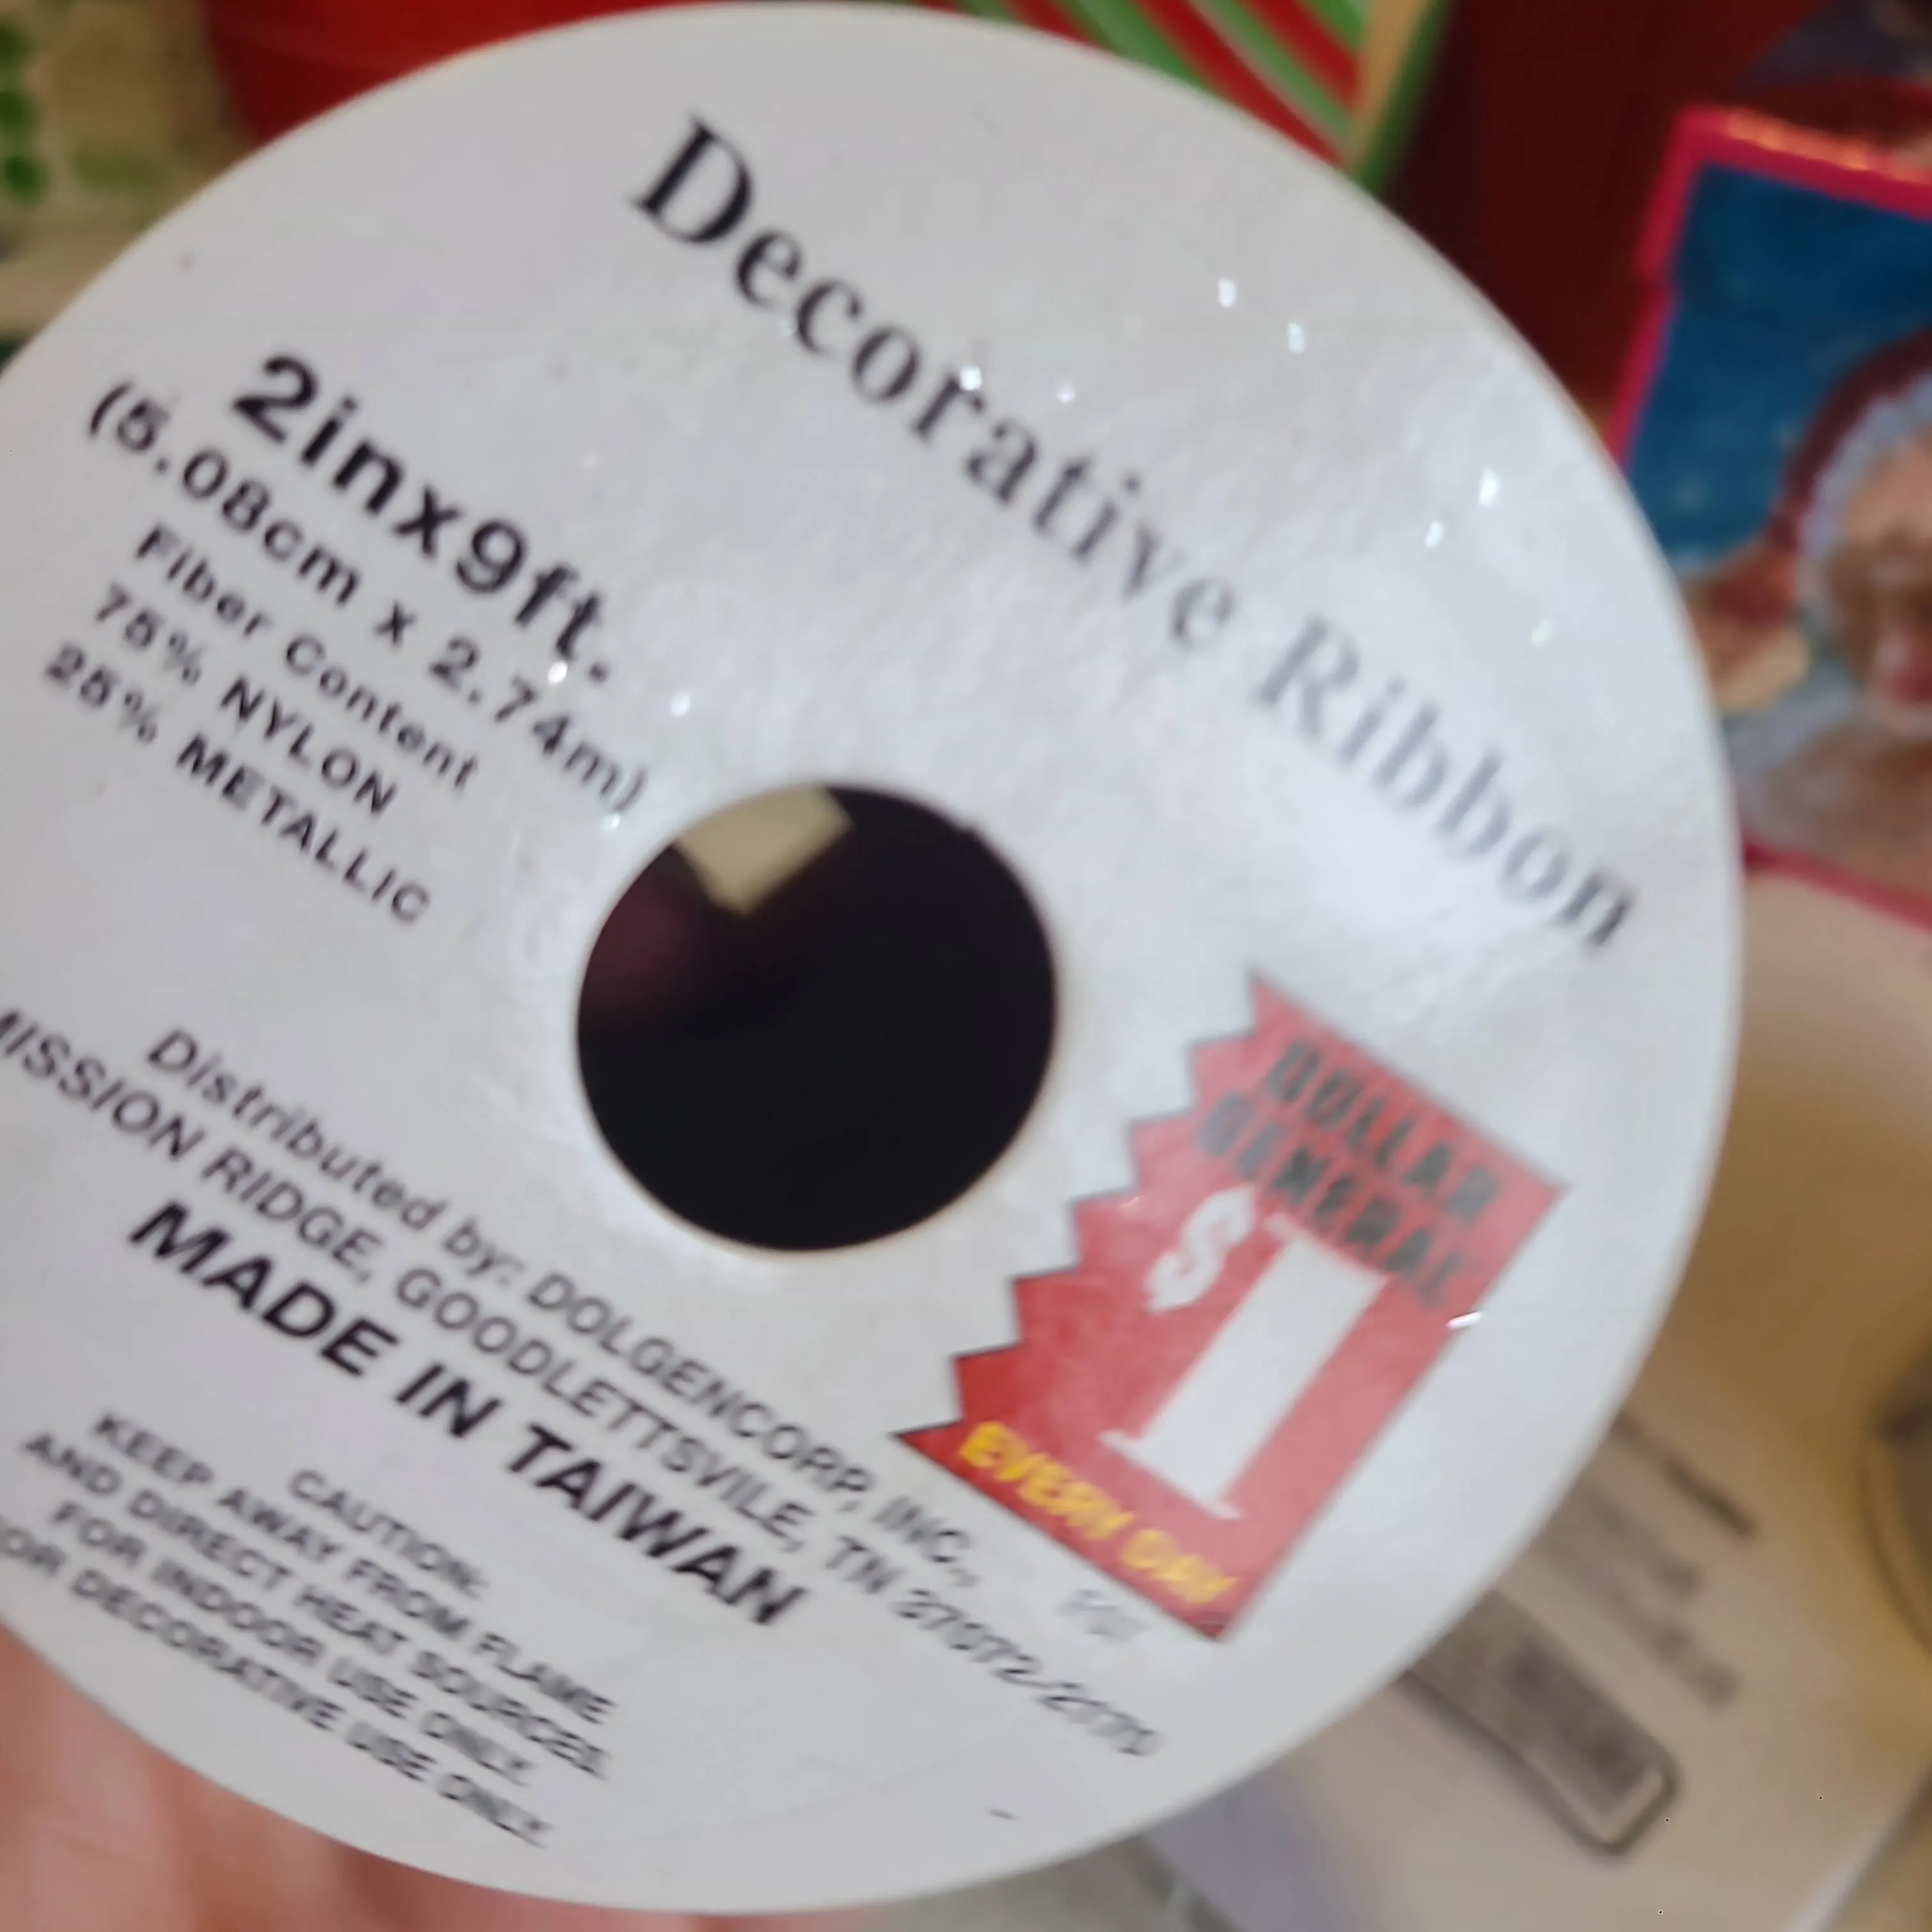 Decorative Ribbon
2inx9ft.
(5.08cm x 2.74m)
Fiber Content
75% NYLON
25% METALLIC
DOLLAR
GENERAL
$1
EVERY DAY
Distributed by: DOLGENCORP, INC.,
MISSION RIDGE, GOODLETTSVILE, TN 37072-2170
MADE IN TAIWAN
CAUTION:
KEEP AWAY FROM FLAME
AND DIRECT HEAT SOURCES.
FOR INDOOR USE ONLY.
FOR DECORATIVE USE ONLY.